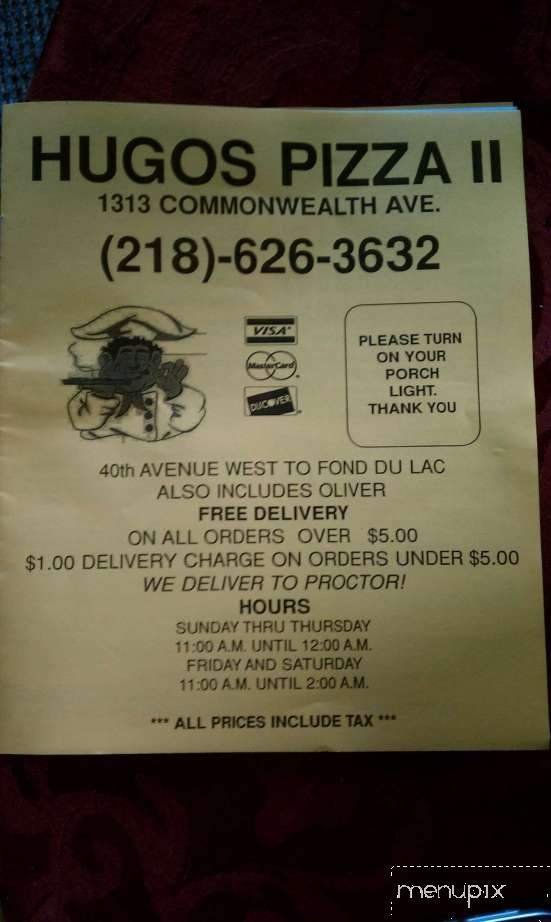 HUGOS PIZZA II
1313 COMMONWEALTH AVE.
(218)-626-3632
VISA
MasterCard
DISCOVER
PLEASE TURN
ON YOUR
PORCH
LIGHT.
THANK YOU
40th AVENUE WEST TO FOND DU LAC
ALSO INCLUDES OLIVER
FREE DELIVERY
ON ALL ORDERS OVER $5.00
$1.00 DELIVERY CHARGE ON ORDERS UNDER $5.00
WE DELIVER TO PROCTOR!
HOURS
SUNDAY THRU THURSDAY
11:00 A.M. UNTIL 12:00 A.M.
FRIDAY AND SATURDAY
11:00 A.M. UNTIL 2:00 A.M.
*** ALL PRICES INCLUDE TAX ***
menupix